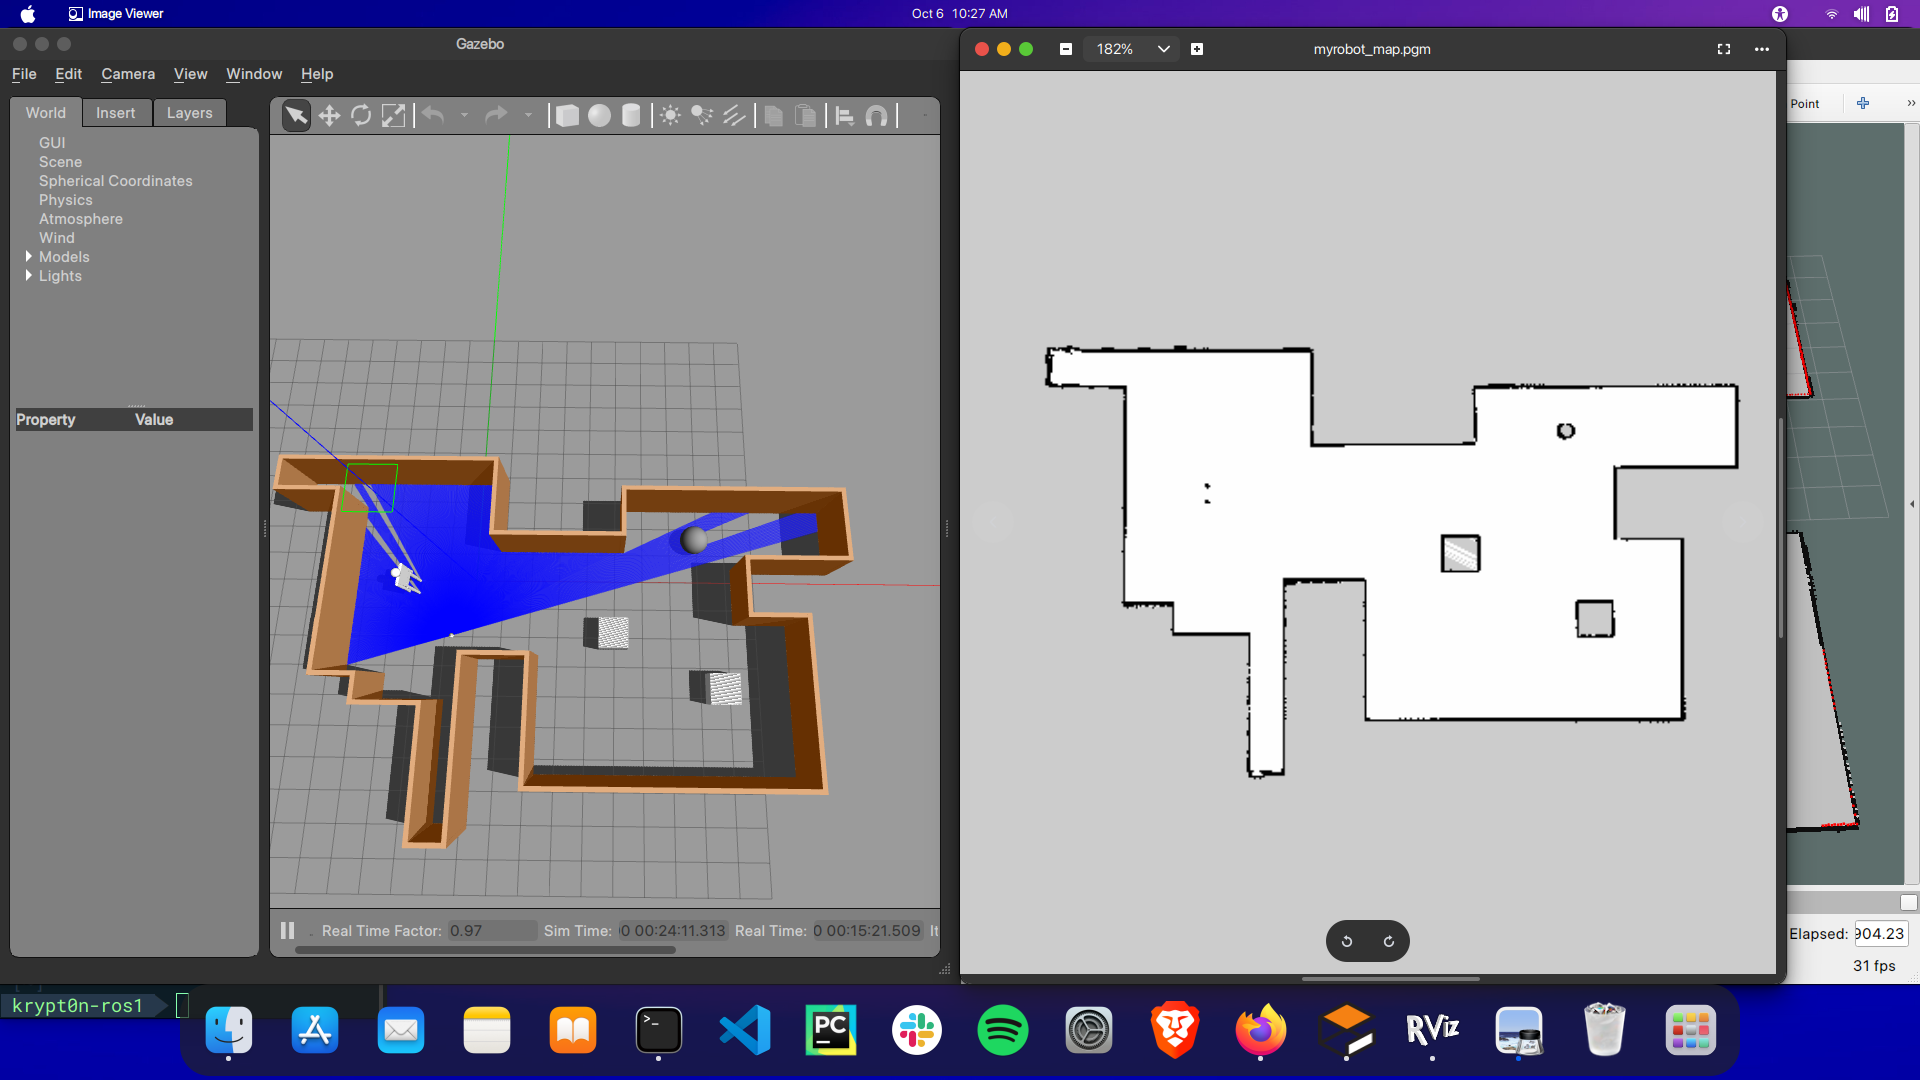 Image Viewer
Oct 6 10:27 AM
Gazebo
File Edit Camera View Window Help
World Insert Layers
GUI
Scene
Spherical Coordinates
Physics
Atmosphere
Wind
Models
Lights
Property Value
Real Time Factor: 0.97 Sim Time: 0 00:24:11.313 Real Time: 0 00:15:21.509 It
182% myrobot_map.pgm
Point
Elapsed: 904.23
31 fps
krypt0n-ros1
>_
PC
RViz